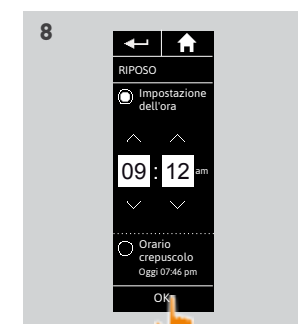 8
RIPOSO
Impostazione
dell'ora
09 : 12 am
Orario
crepuscolo
Oggi 07:46 pm
OK